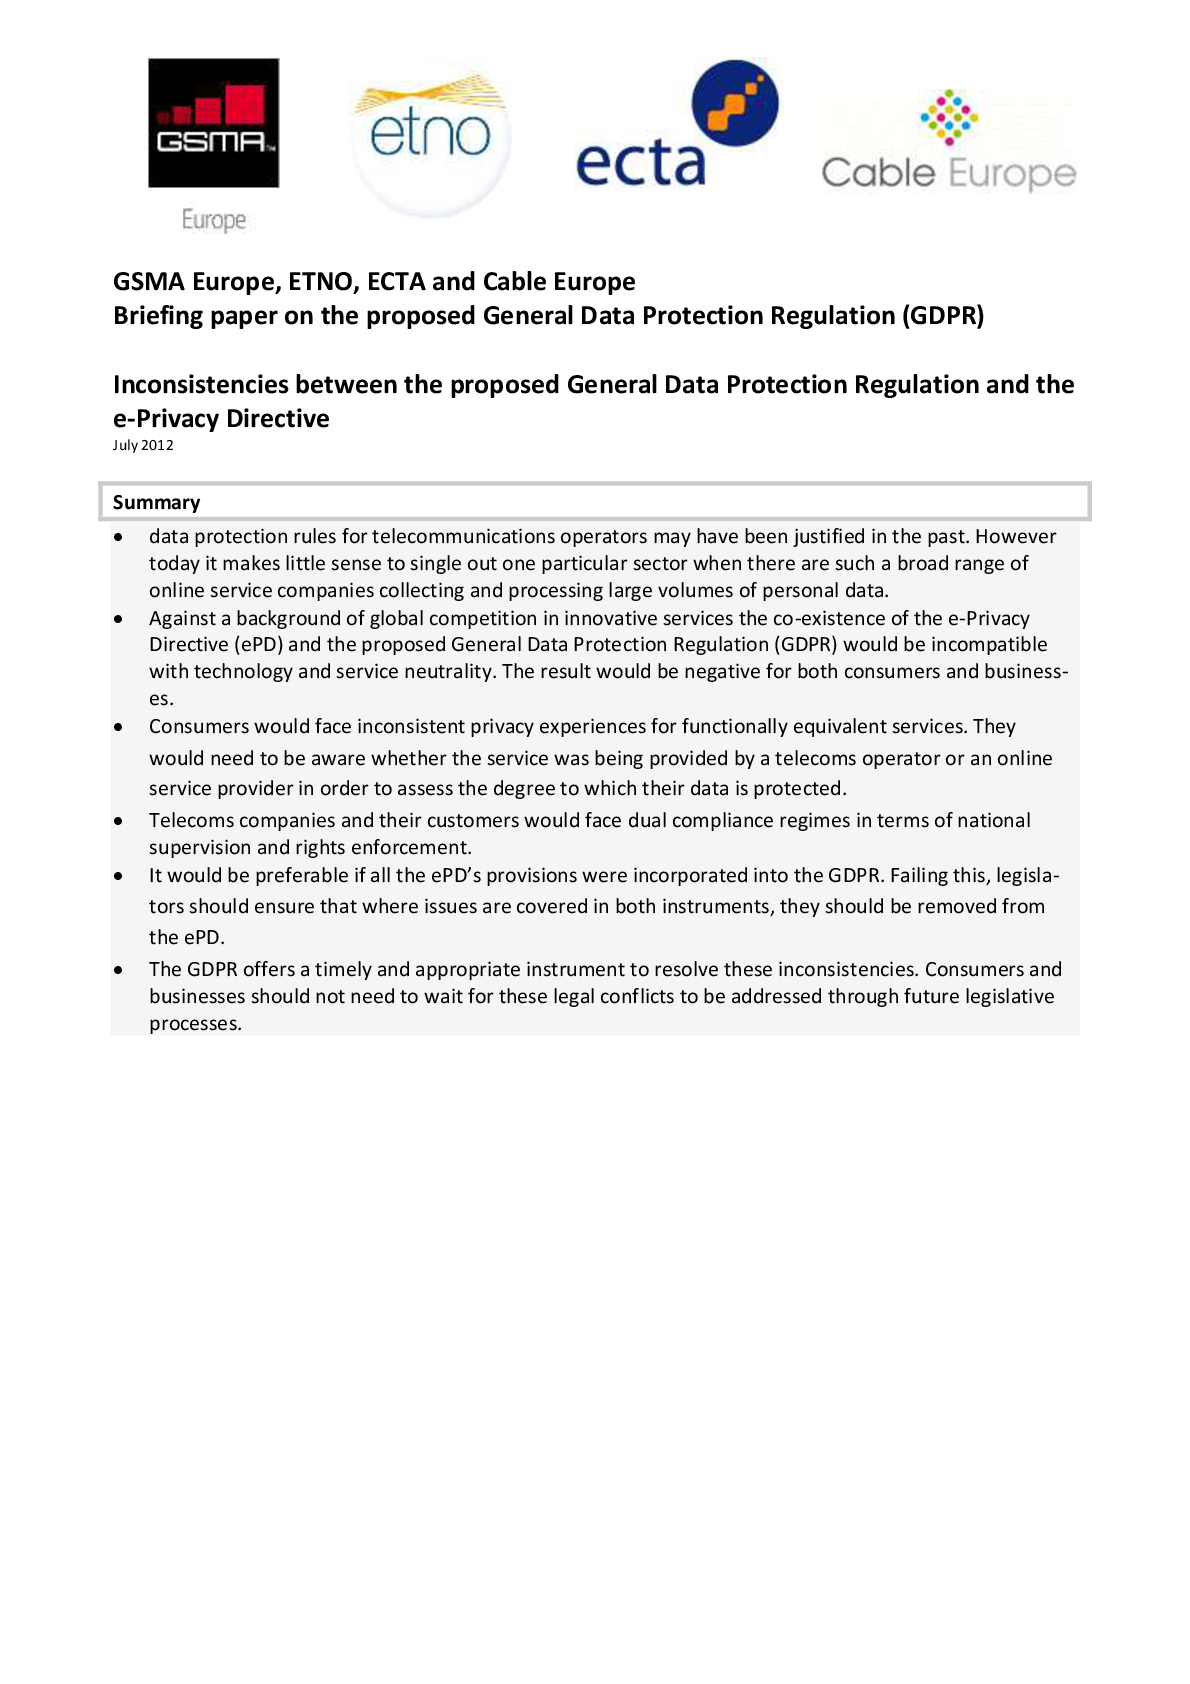 GSMA™
Europe
etno
ecta
Cable Europe
GSMA Europe, ETNO, ECTA and Cable Europe
Briefing paper on the proposed General Data Protection Regulation (GDPR)
Inconsistencies between the proposed General Data Protection Regulation and the
e-Privacy Directive
July 2012
Summary
• data protection rules for telecommunications operators may have been justified in the past. However
today it makes little sense to single out one particular sector when there are such a broad range of
online service companies collecting and processing large volumes of personal data.
• Against a background of global competition in innovative services the co-existence of the e-Privacy
Directive (ePD) and the proposed General Data Protection Regulation (GDPR) would be incompatible
with technology and service neutrality. The result would be negative for both consumers and business-
es.
• Consumers would face inconsistent privacy experiences for functionally equivalent services. They
would need to be aware whether the service was being provided by a telecoms operator or an online
service provider in order to assess the degree to which their data is protected.
• Telecoms companies and their customers would face dual compliance regimes in terms of national
supervision and rights enforcement.
• It would be preferable if all the ePD’s provisions were incorporated into the GDPR. Failing this, legisla-
tors should ensure that where issues are covered in both instruments, they should be removed from
the ePD.
• The GDPR offers a timely and appropriate instrument to resolve these inconsistencies. Consumers and
businesses should not need to wait for these legal conflicts to be addressed through future legislative
processes.